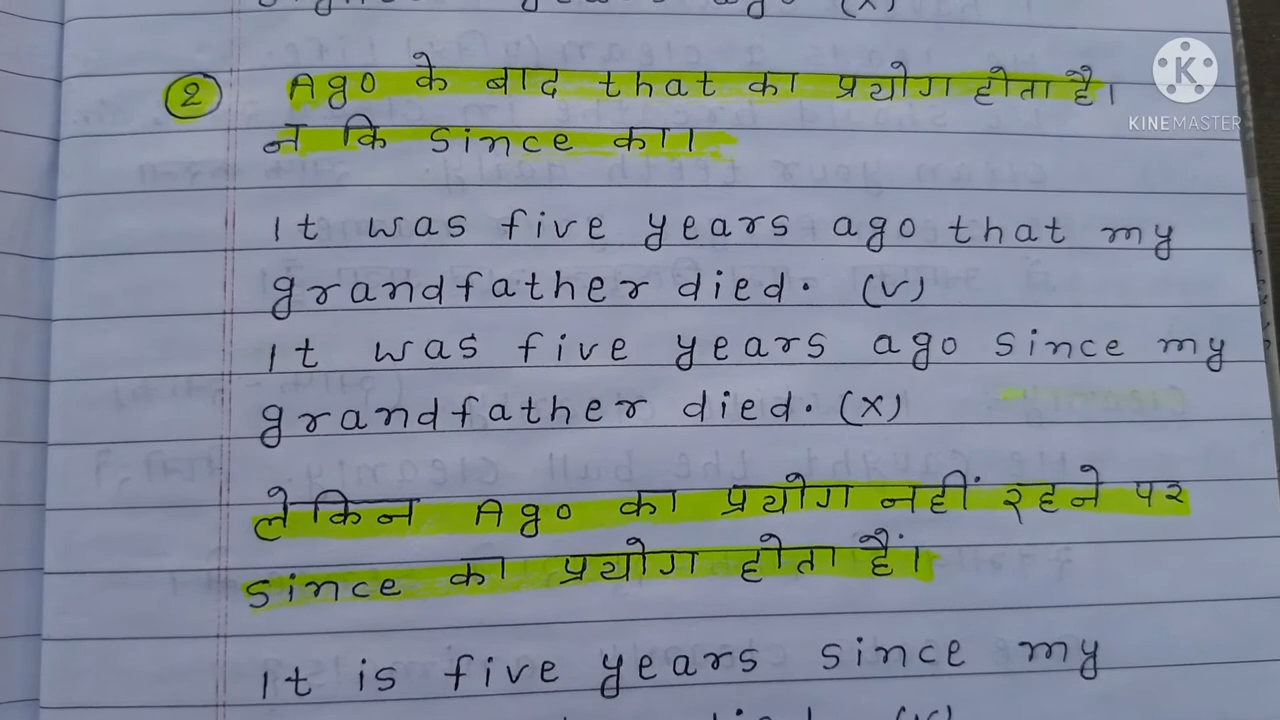 ② Ago के बाद that का प्रयोग होता है।
न कि since का।
It was five years ago that my
grandfather died. (v)
It was five years ago since my
grandfather died. (x)
लेकिन Ago का प्रयोग नहीं रहने पर
since का प्रयोग होता हैं।
It is five years since my
KINEMASTER